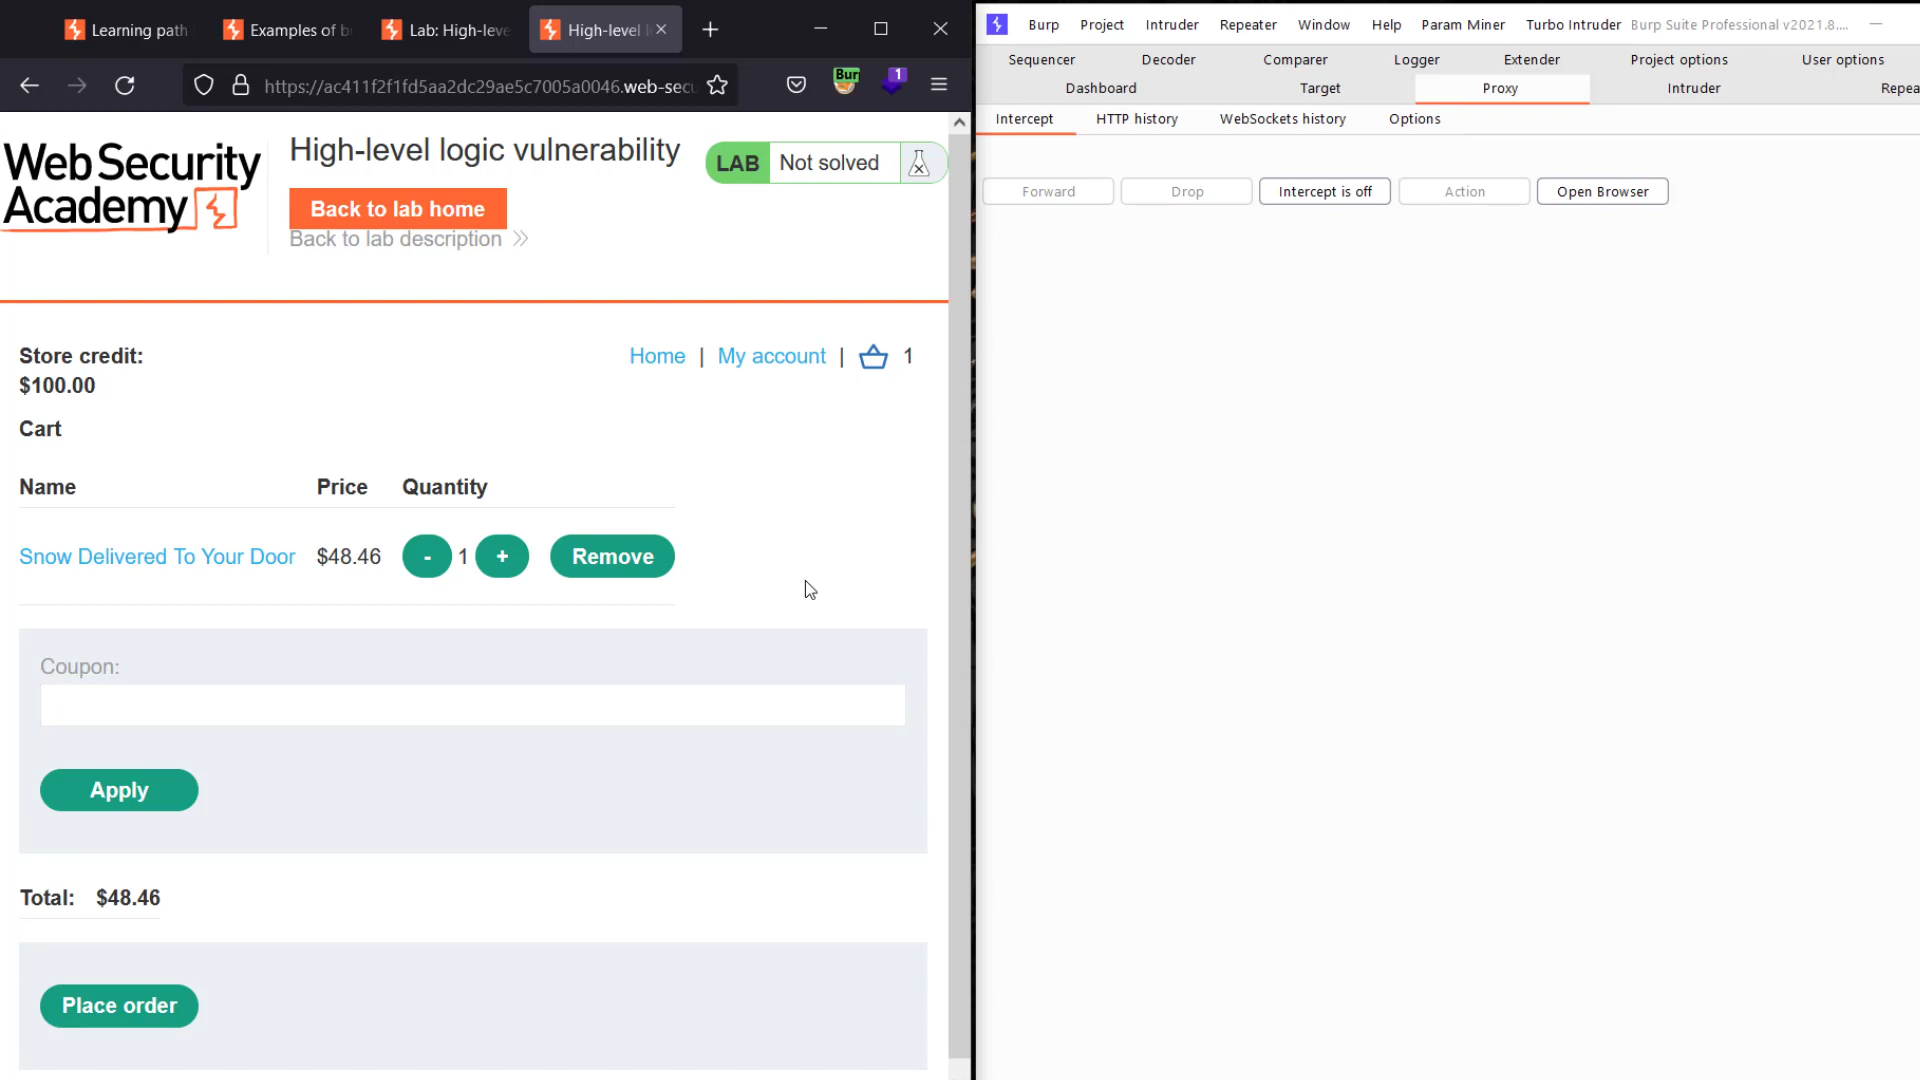 Learning path
Examples of b
Lab: High-leve
High-level l
https://ac411f2f1fd5aa2dc29ae5c7005a0046.web-secu
Bur
1
Web Security
Academy
High-level logic vulnerability
Back to lab home
Back to lab description
LAB Not solved
Store credit:
$100.00
Home | My account | 1
Cart
Name Price Quantity
Snow Delivered To Your Door $48.46 - 1 + Remove
Coupon:
Apply
Total: $48.46
Place order
Burp Project Intruder Repeater Window Help Param Miner Turbo Intruder Burp Suite Professional v2021.8....
Sequencer Decoder Comparer Logger Extender Project options User options
Dashboard Target Proxy Intruder Repea
Intercept HTTP history WebSockets history Options
Forward Drop Intercept is off Action Open Browser